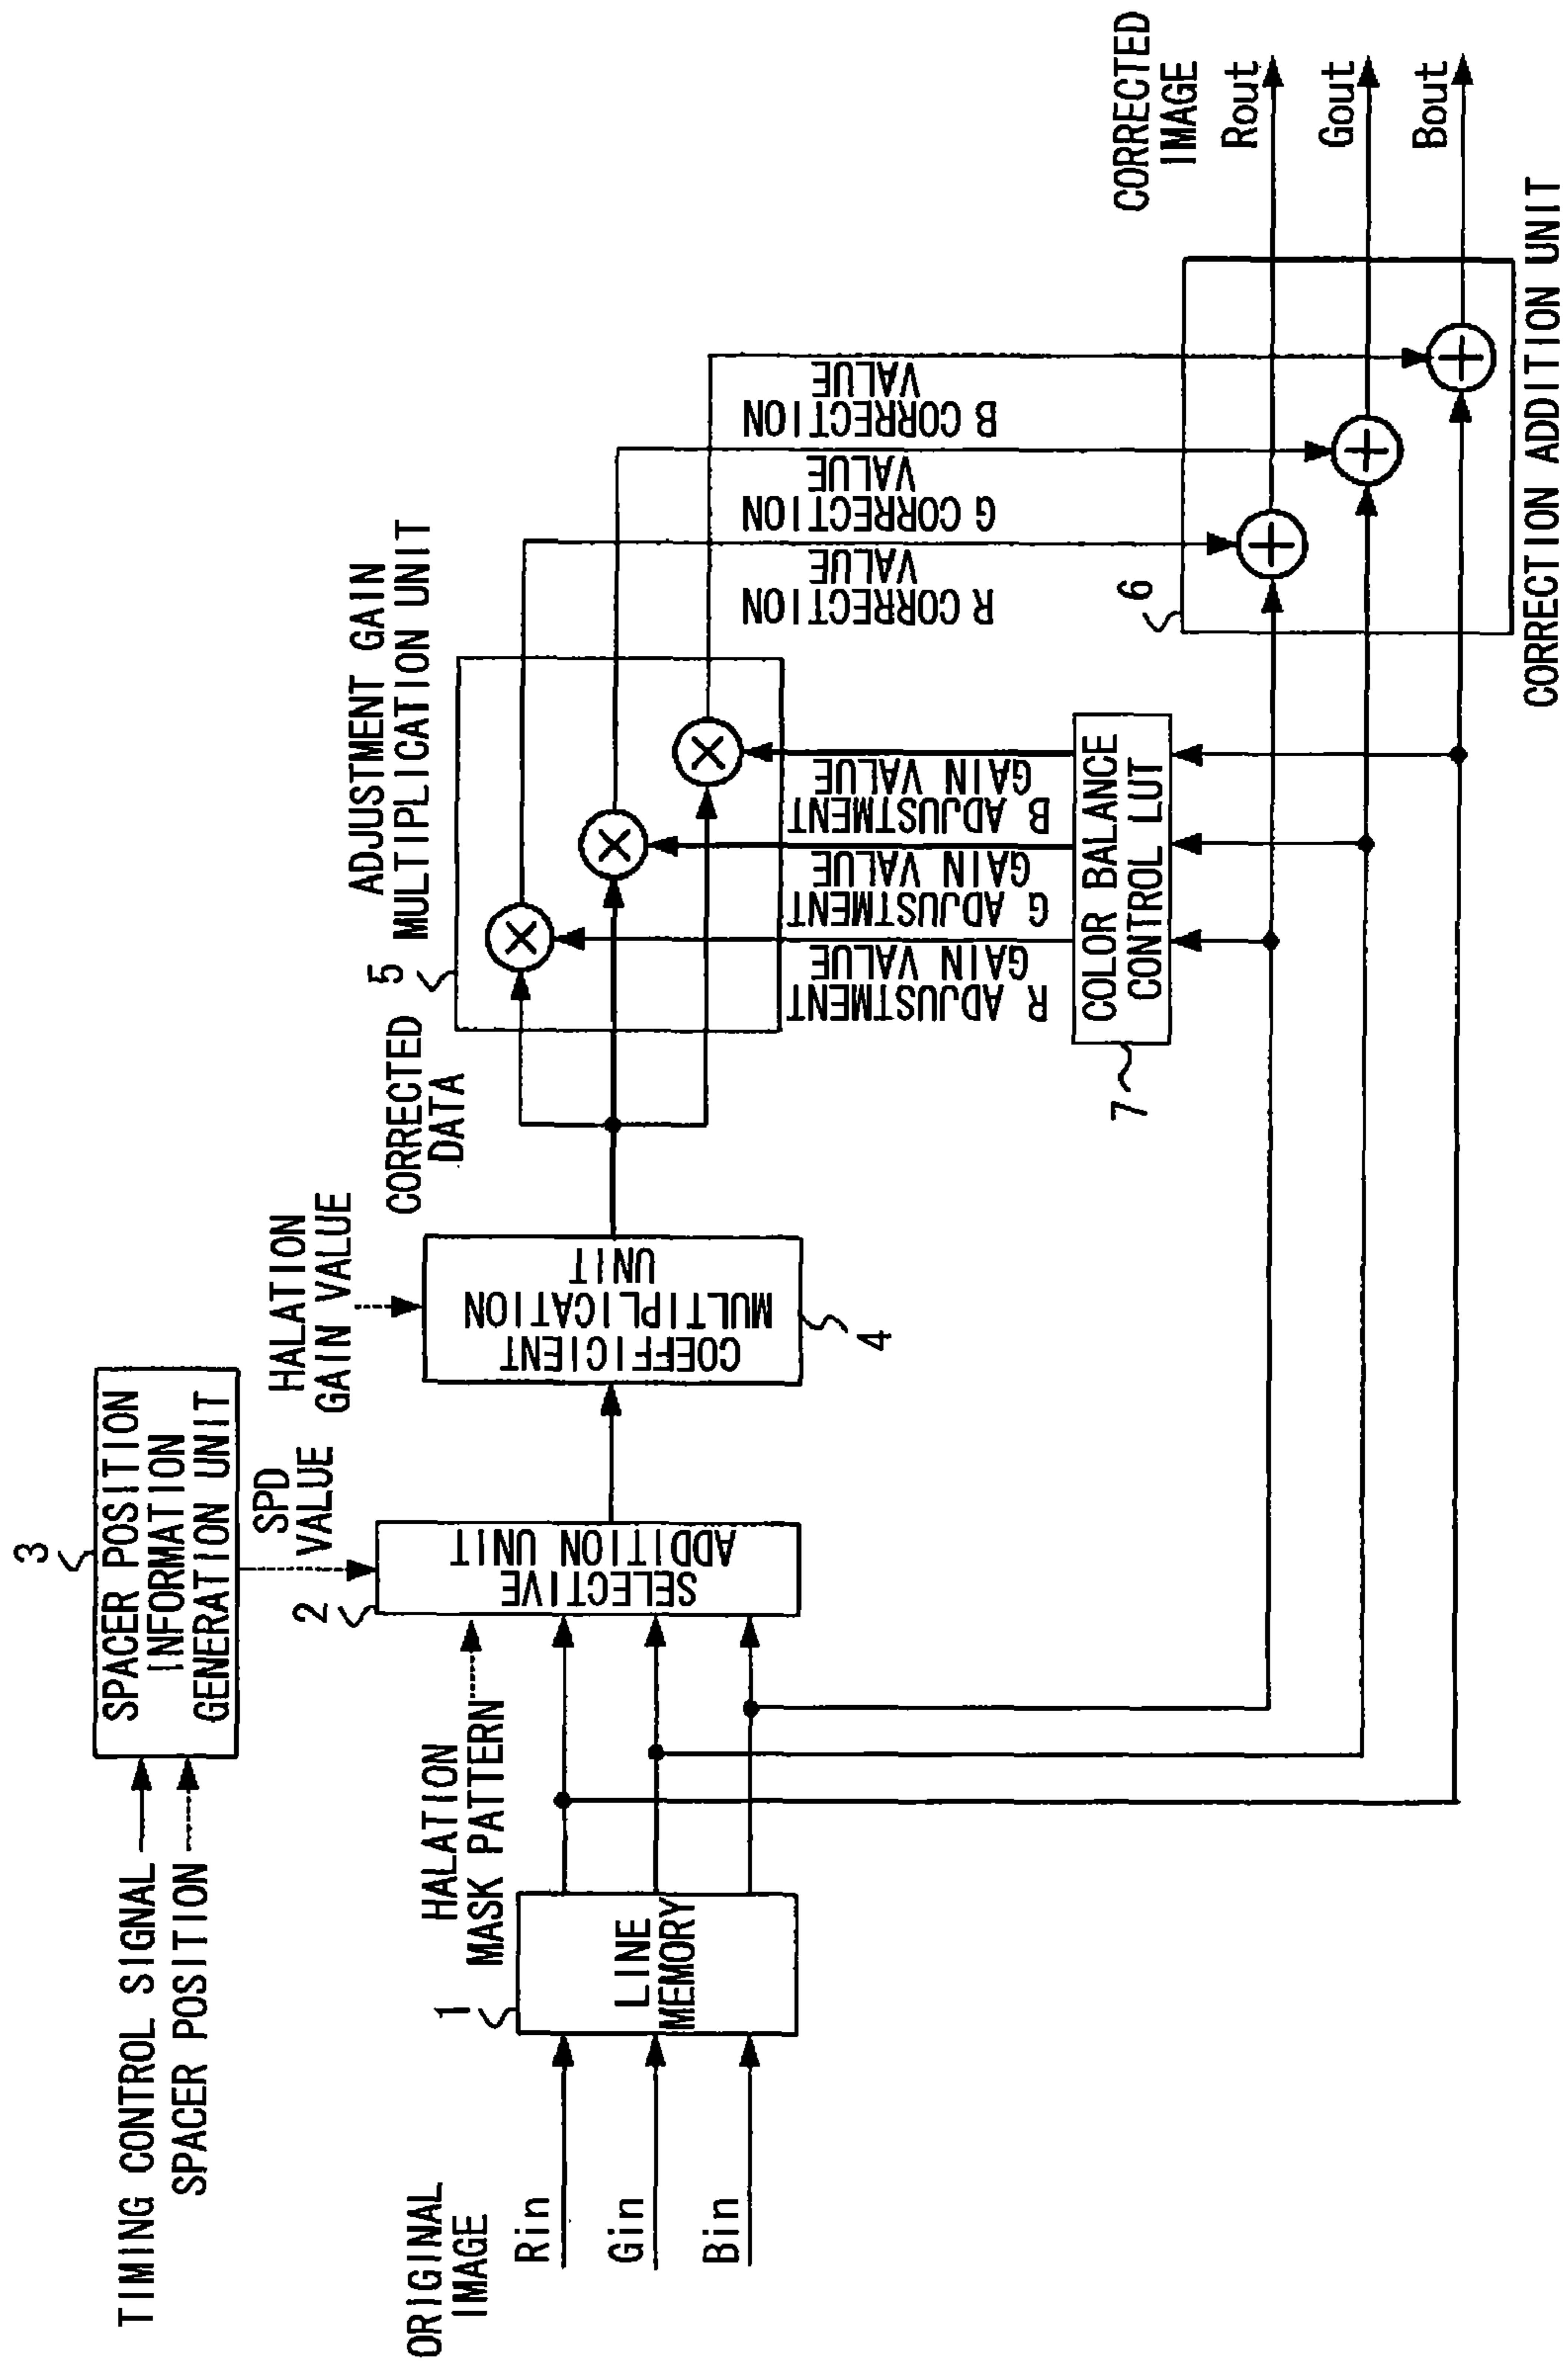 TIMING CONTROL SIGNAL
SPACER POSITION
3
SPACER POSITION
INFORMATION
GENERATION UNIT
SPD
VALUE
HALATION
GAIN VALUE
ORIGINAL
IMAGE
Rin
Gin
Bin
1
LINE
MEMORY
HALATION
MASK PATTERN
2
SELECTIVE
ADDITION UNIT
COEFFICIENT
MULTIPLICATION
UNIT
4
CORRECTED
DATA
5
ADJUSTMENT GAIN
MULTIPLICATION UNIT
R ADJUSTMENT
GAIN VALUE
G ADJUSTMENT
GAIN VALUE
B ADJUSTMENT
GAIN VALUE
7
COLOR BALANCE
CONTROL LUT
R CORRECTION
VALUE
G CORRECTION
VALUE
B CORRECTION
VALUE
6
CORRECTION ADDITION UNIT
CORRECTED
IMAGE
Rout
Gout
Bout